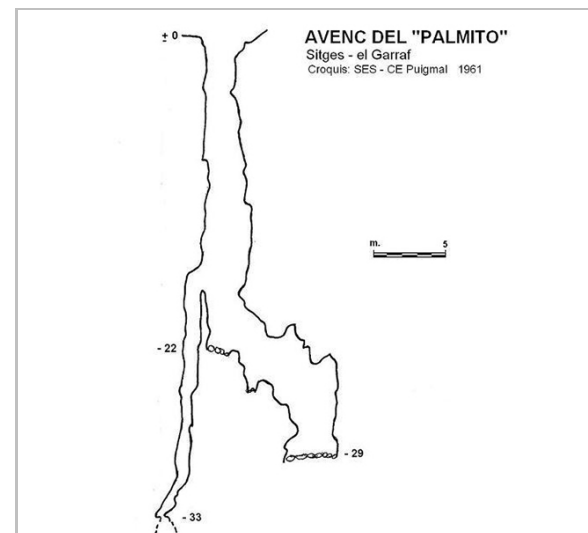 ± 0
AVENC DEL "PALMITO"
Sitges - el Garraf
Croquis: SES - CE Puigmal 1961
m. 5
- 22
- 29
- 33